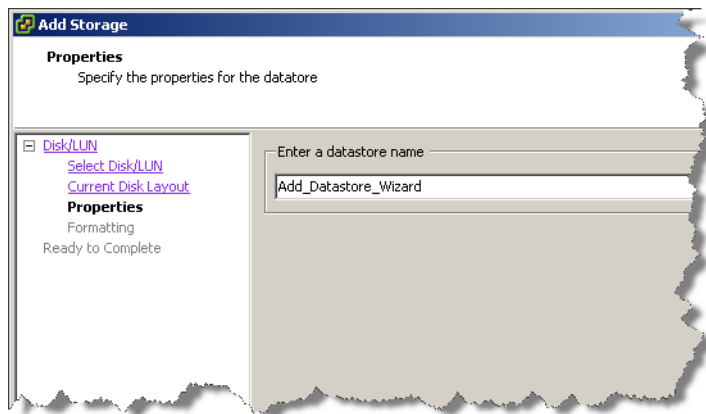 Add Storage
Properties
Specify the properties for the datatore
Disk/LUN
Select Disk/LUN
Current Disk Layout
Properties
Formatting
Ready to Complete
Enter a datastore name
Add_Datastore_Wizard